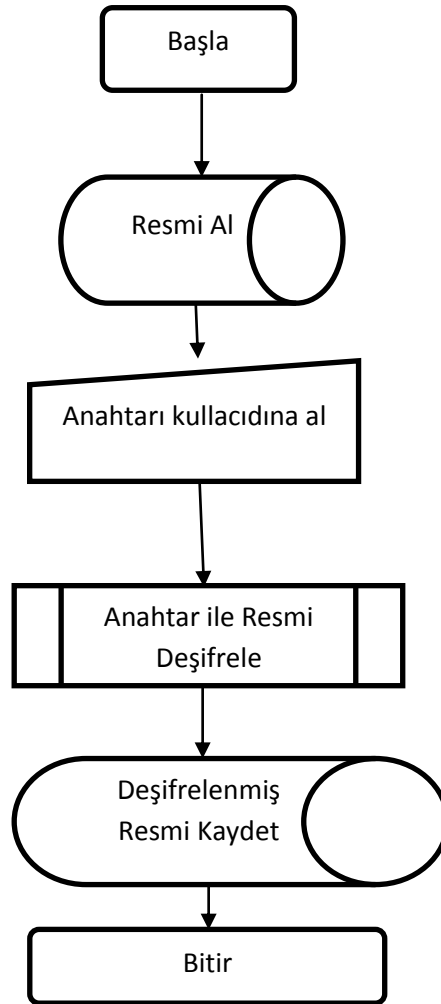 Başla
Resmi Al
Anahtarı kullacıdına al
Anahtar ile Resmi
Deşifrele
Deşifrelenmiş
Resmi Kaydet
Bitir